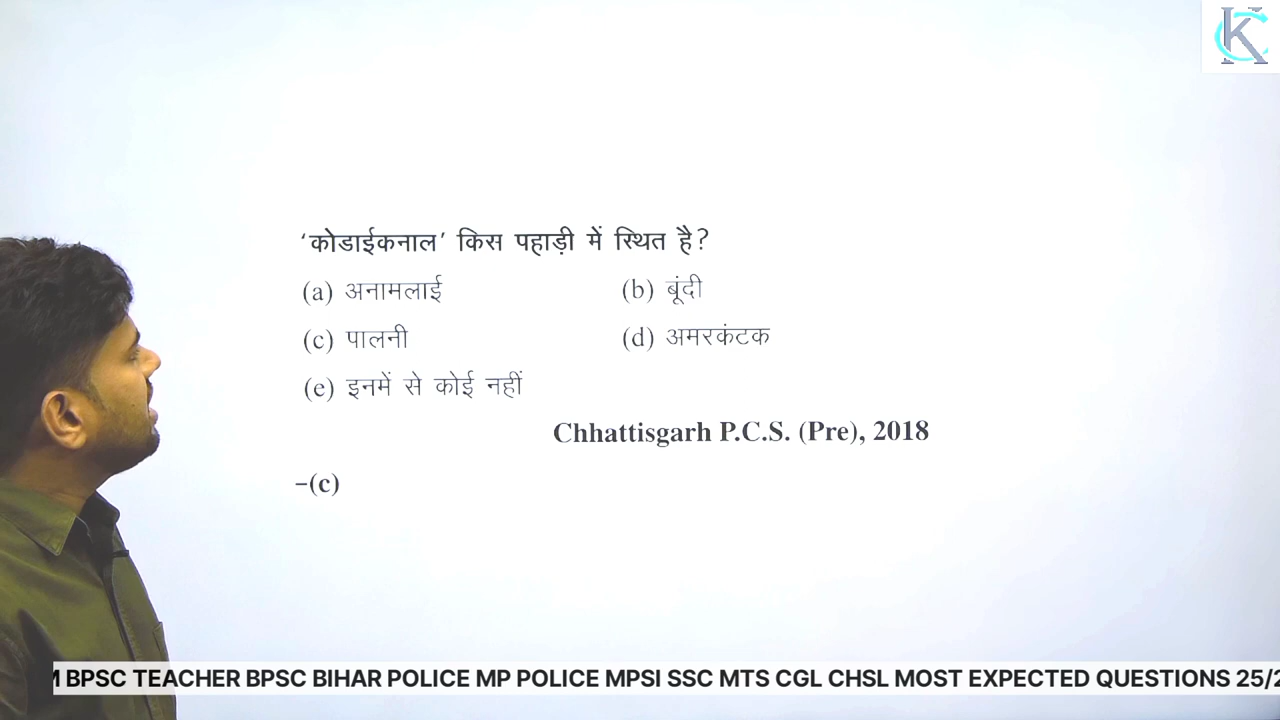 ‘कोडाईकनाल’ किस पहाड़ी में स्थित है?
(a) अनामलाई (b) बूंदी
(c) पालनी (d) अमरकंटक
(e) इनमें से कोई नहीं
Chhattisgarh P.C.S. (Pre), 2018
–(c)
BPSC TEACHER BPSC BIHAR POLICE MP POLICE MPSI SSC MTS CGL CHSL MOST EXPECTED QUESTIONS